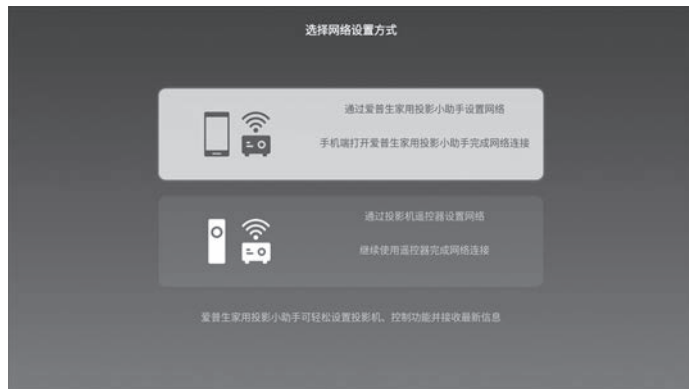 选择网络设置方式
通过爱普生家用投影小助手设置网络
手机端打开爱普生家用投影小助手完成网络连接
通过投影机遥控器设置网络
继续使用遥控器完成网络连接
爱普生家用投影小助手可轻松设置投影机、控制功能并接收最新信息